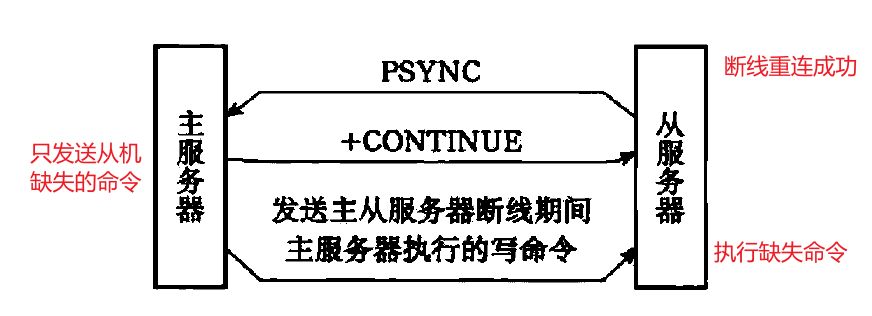 PSYNC
断线重连成功
主服务器
从服务器
+CONTINUE
只发送从机
缺失的命令
发送主从服务器断线期间
主服务器执行的写命令
执行缺失命令